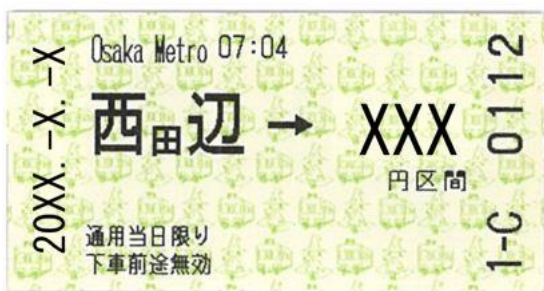 20XX.-X.-X
Osaka Metro 07:04
西田辺 → XXX
円区間
通用当日限り
下車前途無効
1-C 0112